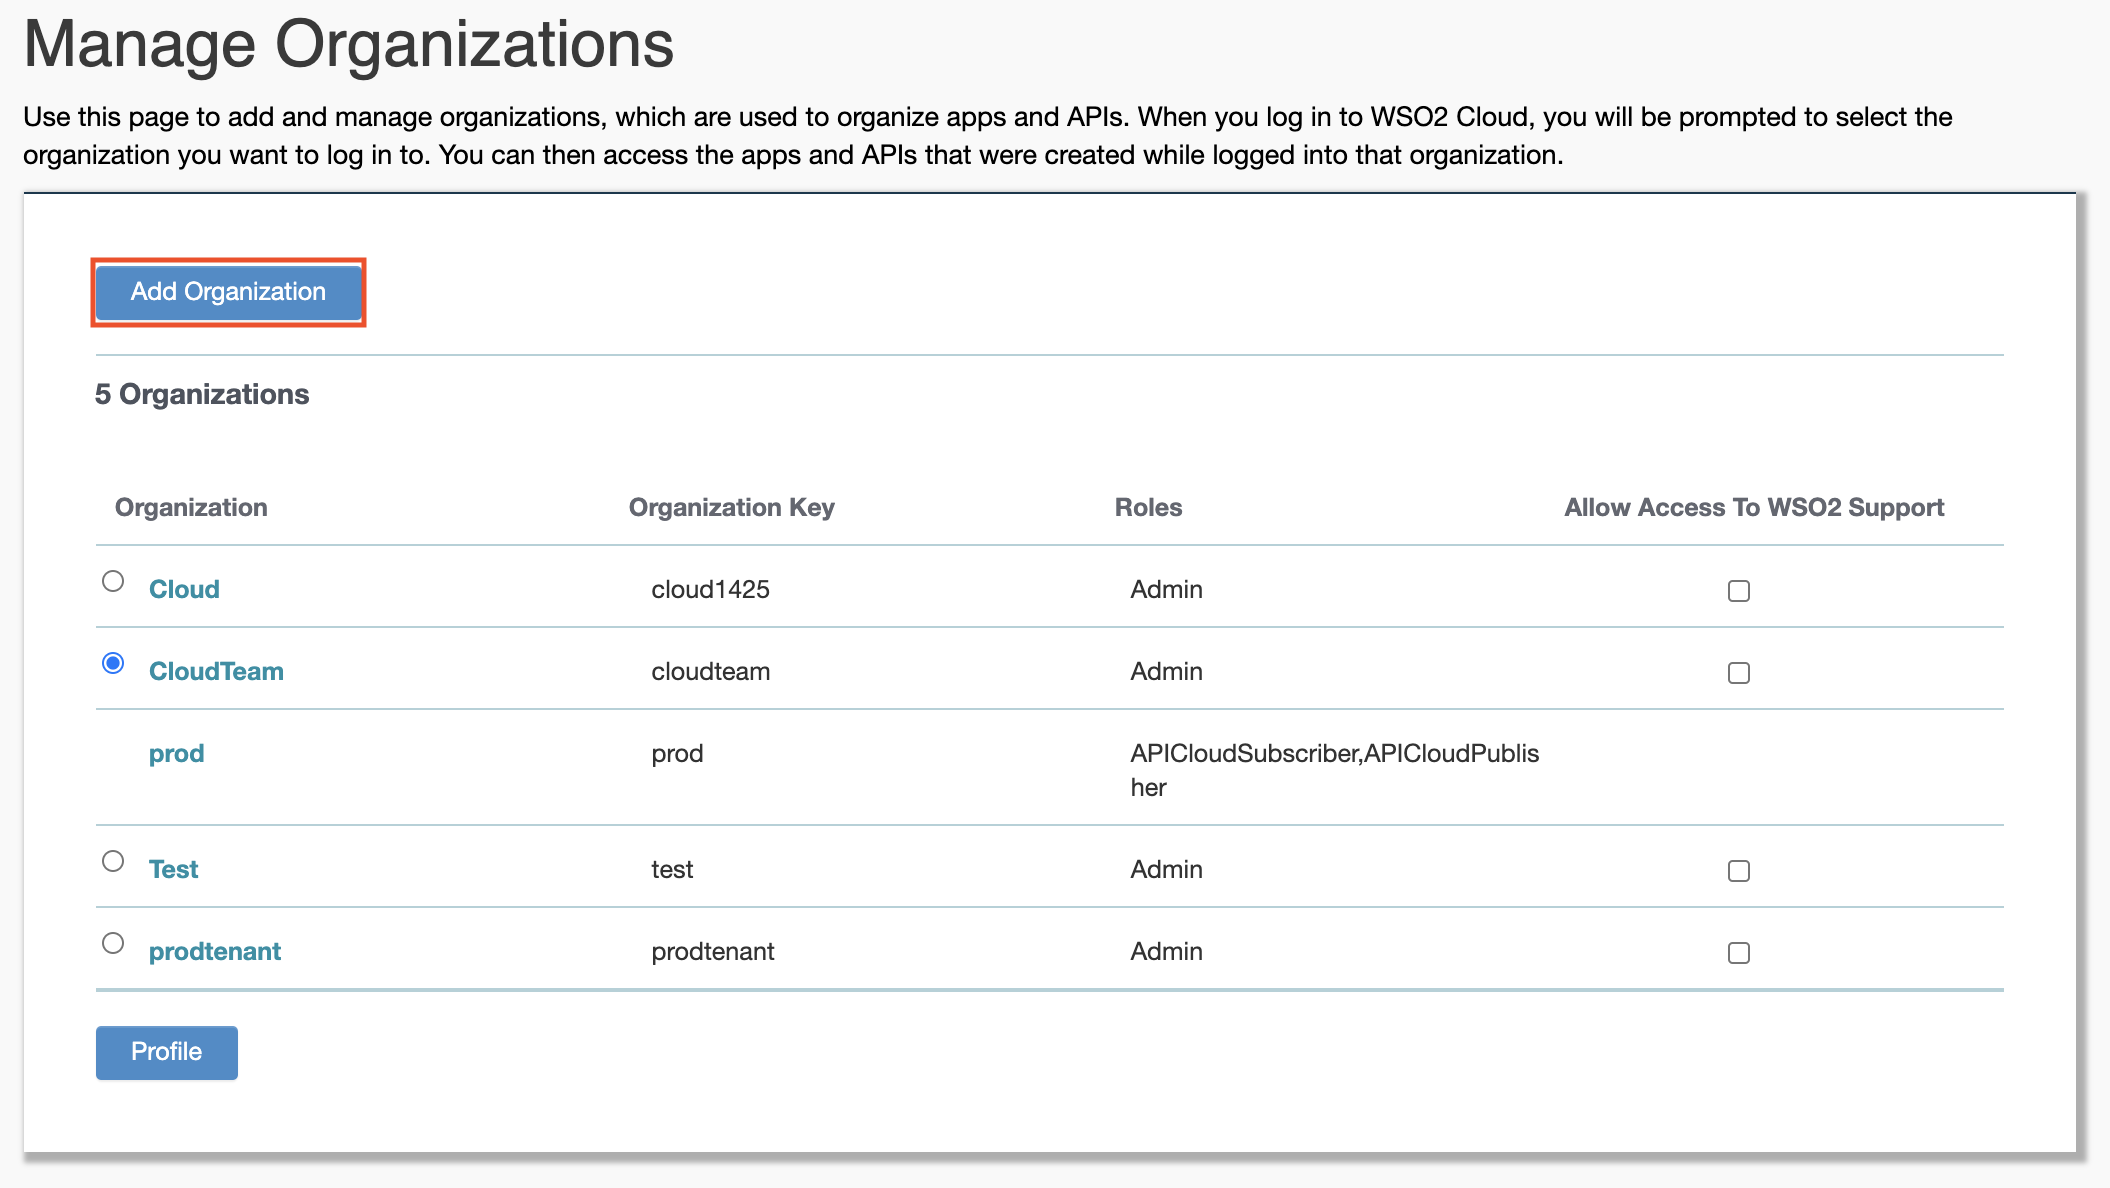 Manage Organizations
Use this page to add and manage organizations, which are used to organize apps and APIs. When you log in to WSO2 Cloud, you will be prompted to select the
organization you want to log in to. You can then access the apps and APIs that were created while logged into that organization.
Add Organization
5 Organizations
Organization Organization Key Roles Allow Access To WSO2 Support
Cloud cloud1425 Admin
CloudTeam cloudteam Admin
prod prod APICloudSubscriber,APICloudPublis
her
Test test Admin
prodtenant prodtenant Admin
Profile